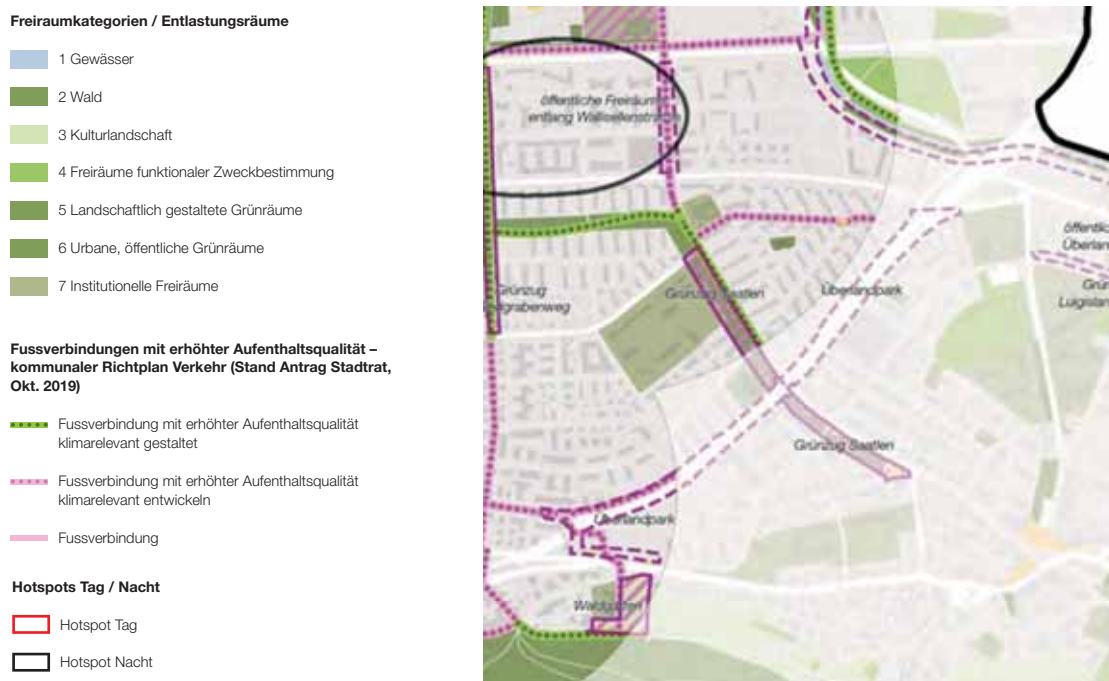 Freiraumkategorien / Entlastungsräume
1 Gewässer
2 Wald
3 Kulturlandschaft
4 Freiräume funktionaler Zweckbestimmung
5 Landschaftlich gestaltete Grünräume
6 Urbane, öffentliche Grünräume
7 Institutionelle Freiräume
Fussverbindungen mit erhöhter Aufenthaltsqualität –
kommunaler Richtplan Verkehr (Stand Antrag Stadtrat,
Okt. 2019)
Fussverbindung mit erhöhter Aufenthaltsqualität
klimarelevant gestaltet
Fussverbindung mit erhöhter Aufenthaltsqualität
klimarelevant entwickeln
Fussverbindung
Hotspots Tag / Nacht
Hotspot Tag
Hotspot Nacht
öffentliche Freiräume
entlang Wallisellenstrasse
Grünzug
Grünzug Saatlen
Überlandpark
Grünzug Saatlen
Überlandpark
Waldgarten